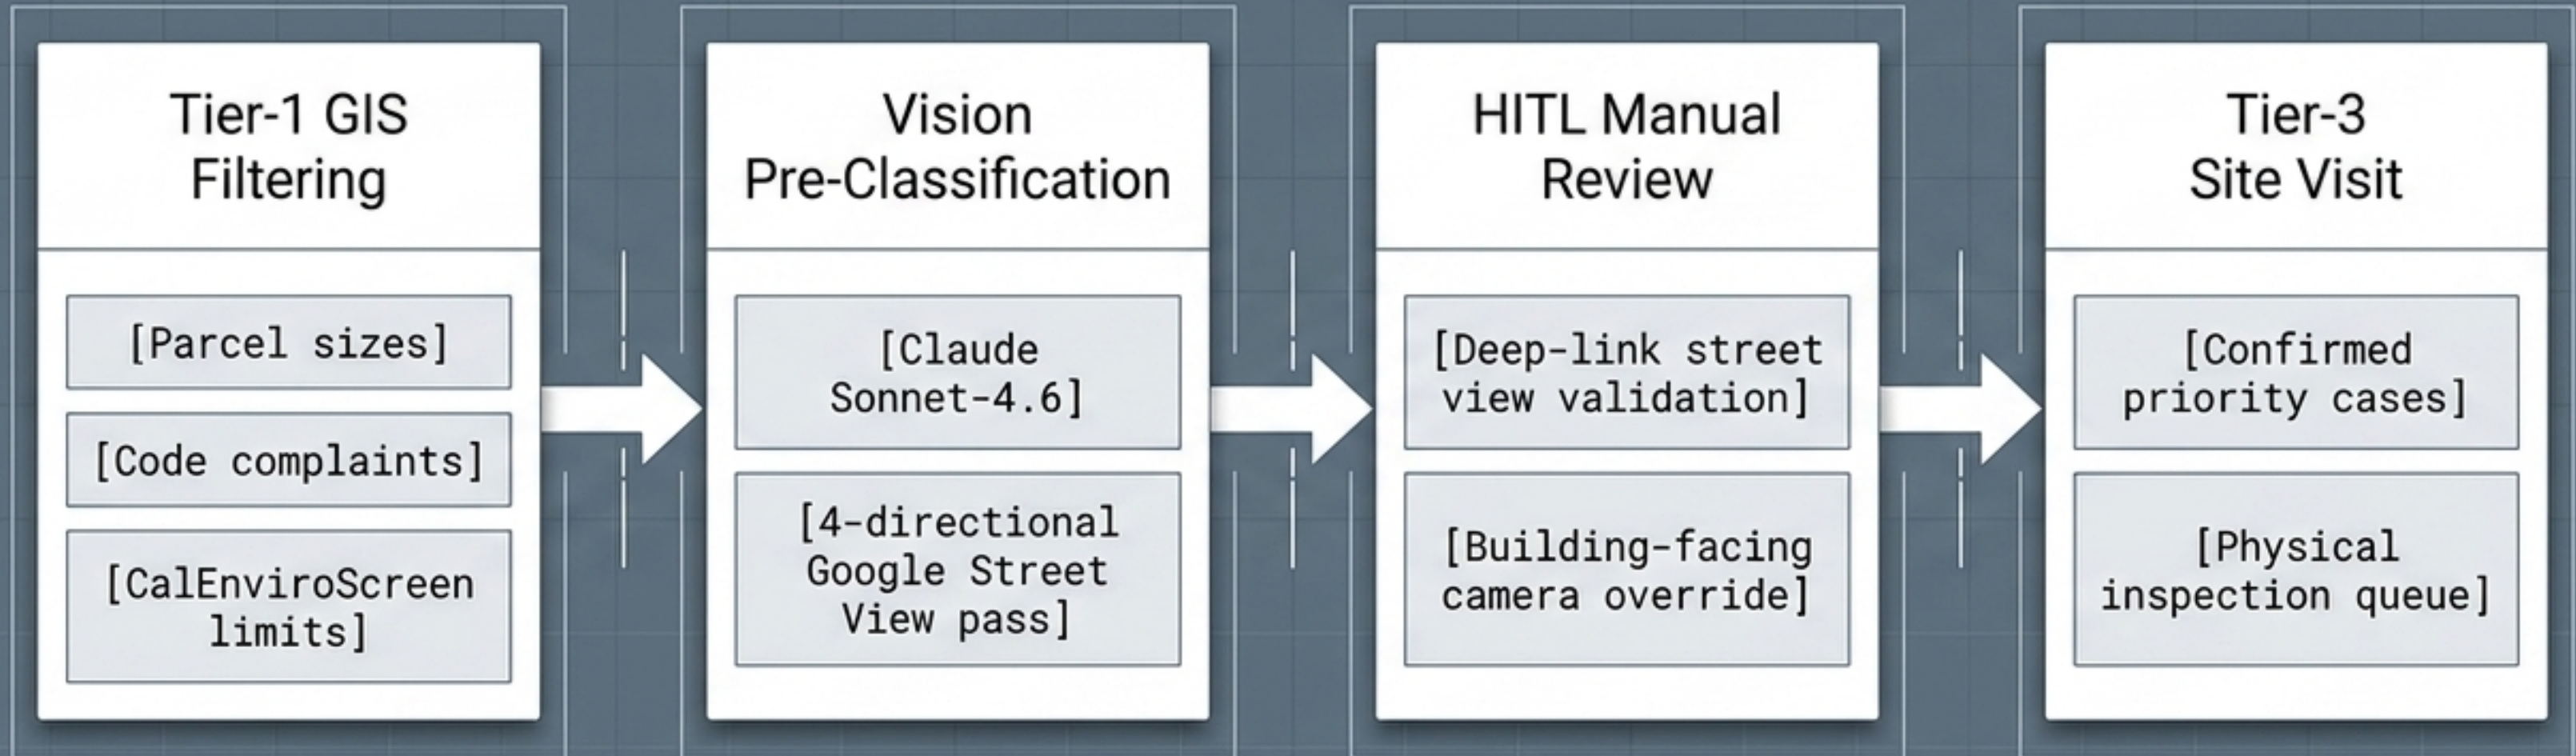 Tier-1 GIS
Filtering
[Parcel sizes]
[Code complaints]
[CalEnviroScreen
limits]
Vision
Pre-Classification
[Claude
Sonnet-4.6]
[4-directional
Google Street
View pass]
HITL Manual
Review
[Deep-link street
view validation]
[Building-facing
camera override]
Tier-3
Site Visit
[Confirmed
priority cases]
[Physical
inspection queue]